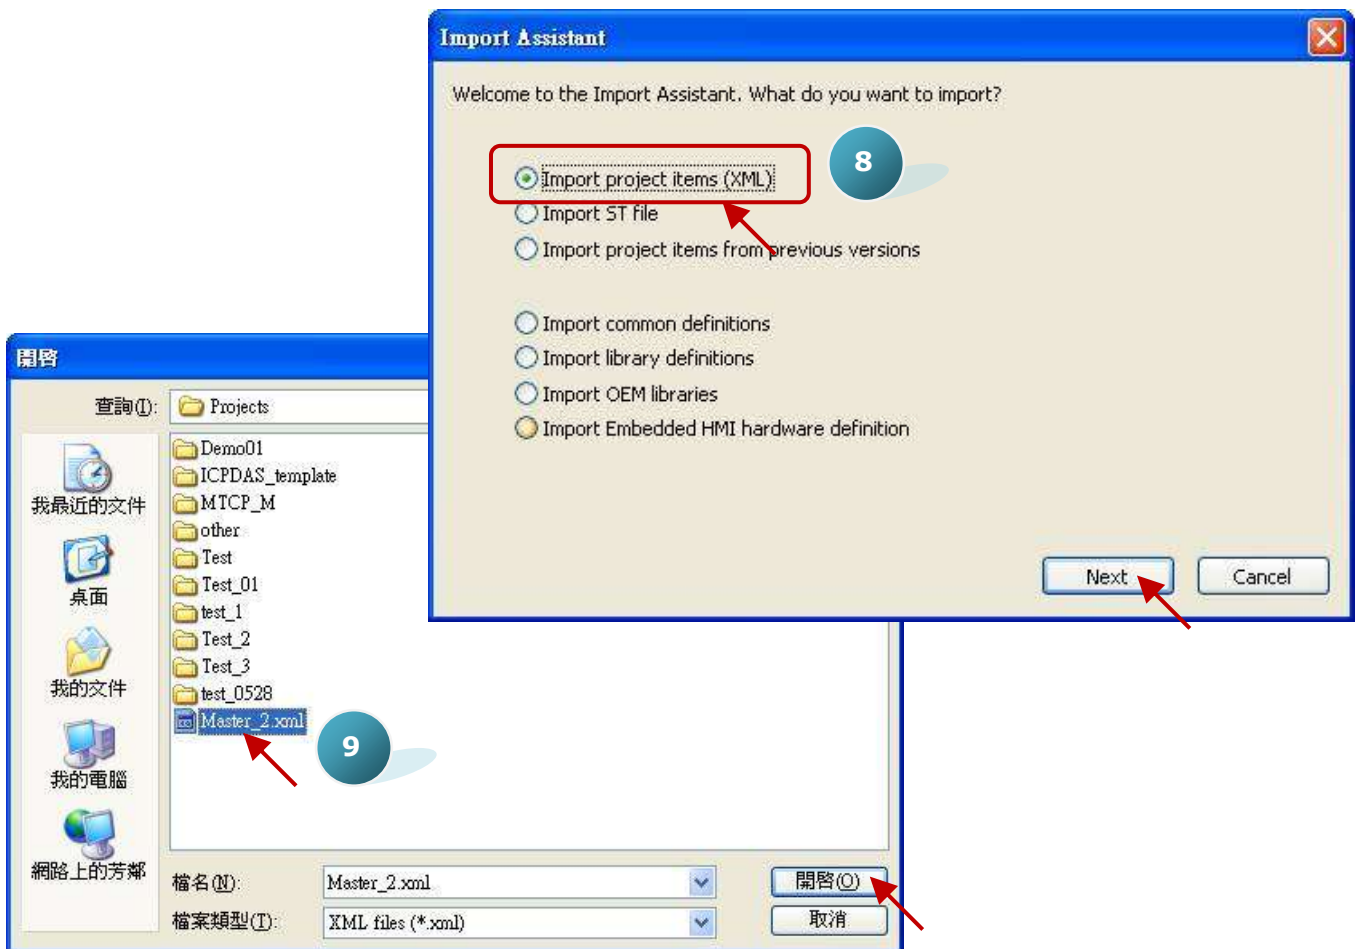 Import Assistant
Welcome to the Import Assistant. What do you want to import?
8
Import project items (XML)
Import ST file
Import project items from previous versions
Import common definitions
Import library definitions
Import OEM libraries
Import Embedded HMI hardware definition
Next
Cancel
開啓
查詢(I):
Projects
我最近的文件
桌面
我的文件
我的電腦
網路上的芳鄰
Demo01
ICPDAS_template
MTCP_M
other
Test
Test_01
test_1
Test_2
Test_3
test_0528
Master_2.xml
9
檔名(N):
Master_2.xml
開啓(O)
檔案類型(T):
XML files (*.xml)
取消